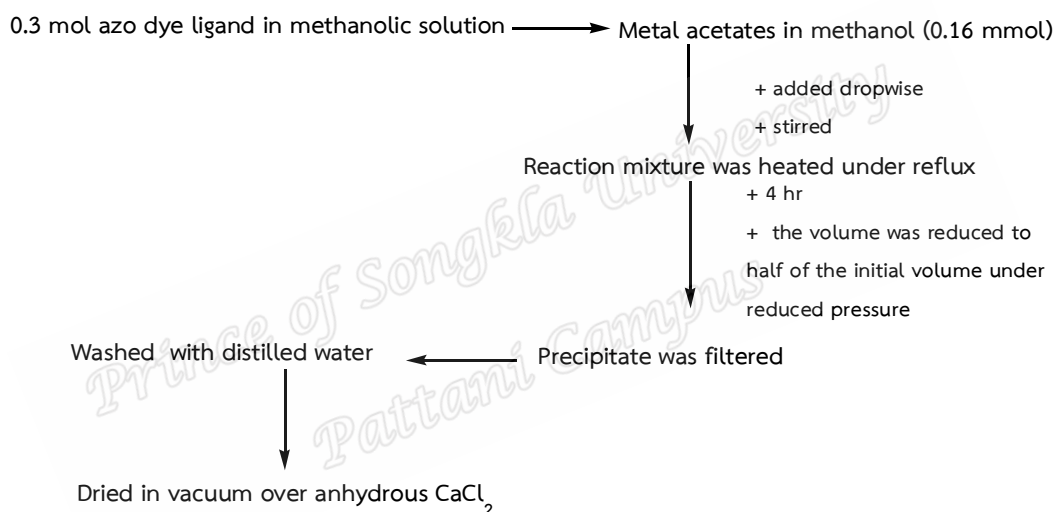 0.3 mol azo dye ligand in methanolic solution
Metal acetates in methanol (0.16 mmol)
+ added dropwise
+ stirred
Reaction mixture was heated under reflux
+ 4 hr
+ the volume was reduced to
half of the initial volume under
reduced pressure
Precipitate was filtered
Washed with distilled water
Dried in vacuum over anhydrous CaCl₂
Prince of Songkla University
Pattani Campus